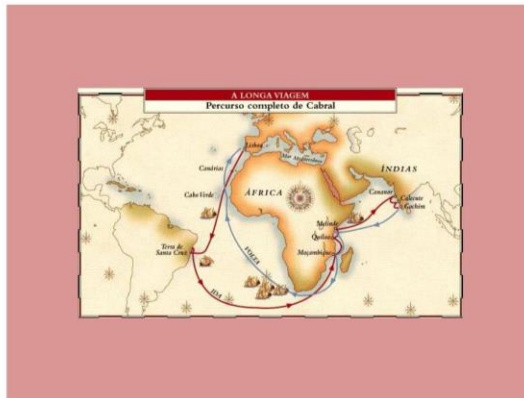 A LONGA VIAGEM
Percurso completo de Cabral
Lisboa
Mar Mediterrâneo
Canárias
ÍNDIAS
Cabo Verde
ÁFRICA
Cananor
Calecute
Cochim
Melinde
Quíloa
Terra de
Santa Cruz
VOLTA
Moçambique
IDA